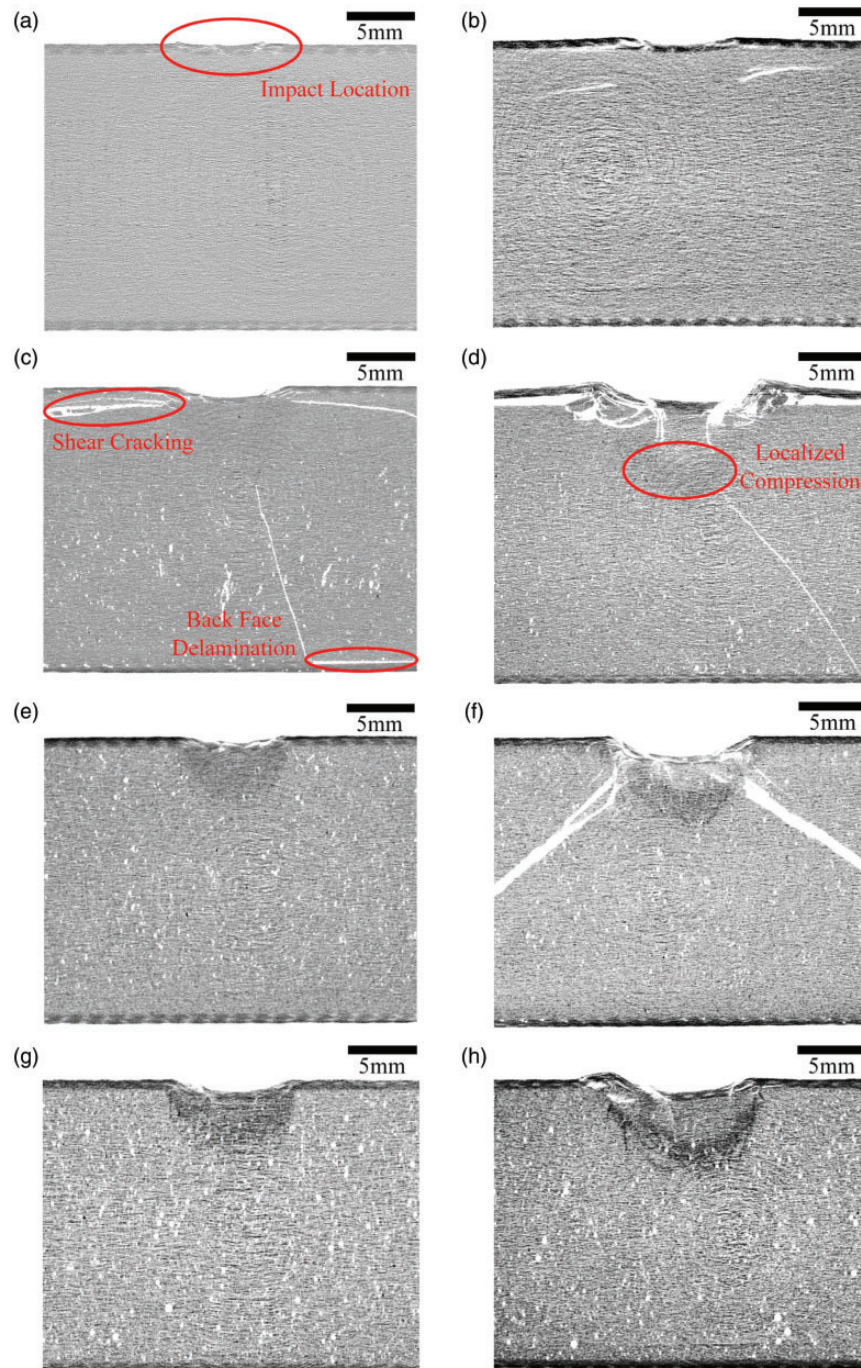 (a)
5mm
Impact Location
(b)
5mm
(c)
5mm
Shear Cracking
Back Face
Delamination
(d)
5mm
Localized
Compression
(e)
5mm
(f)
5mm
(g)
5mm
(h)
5mm